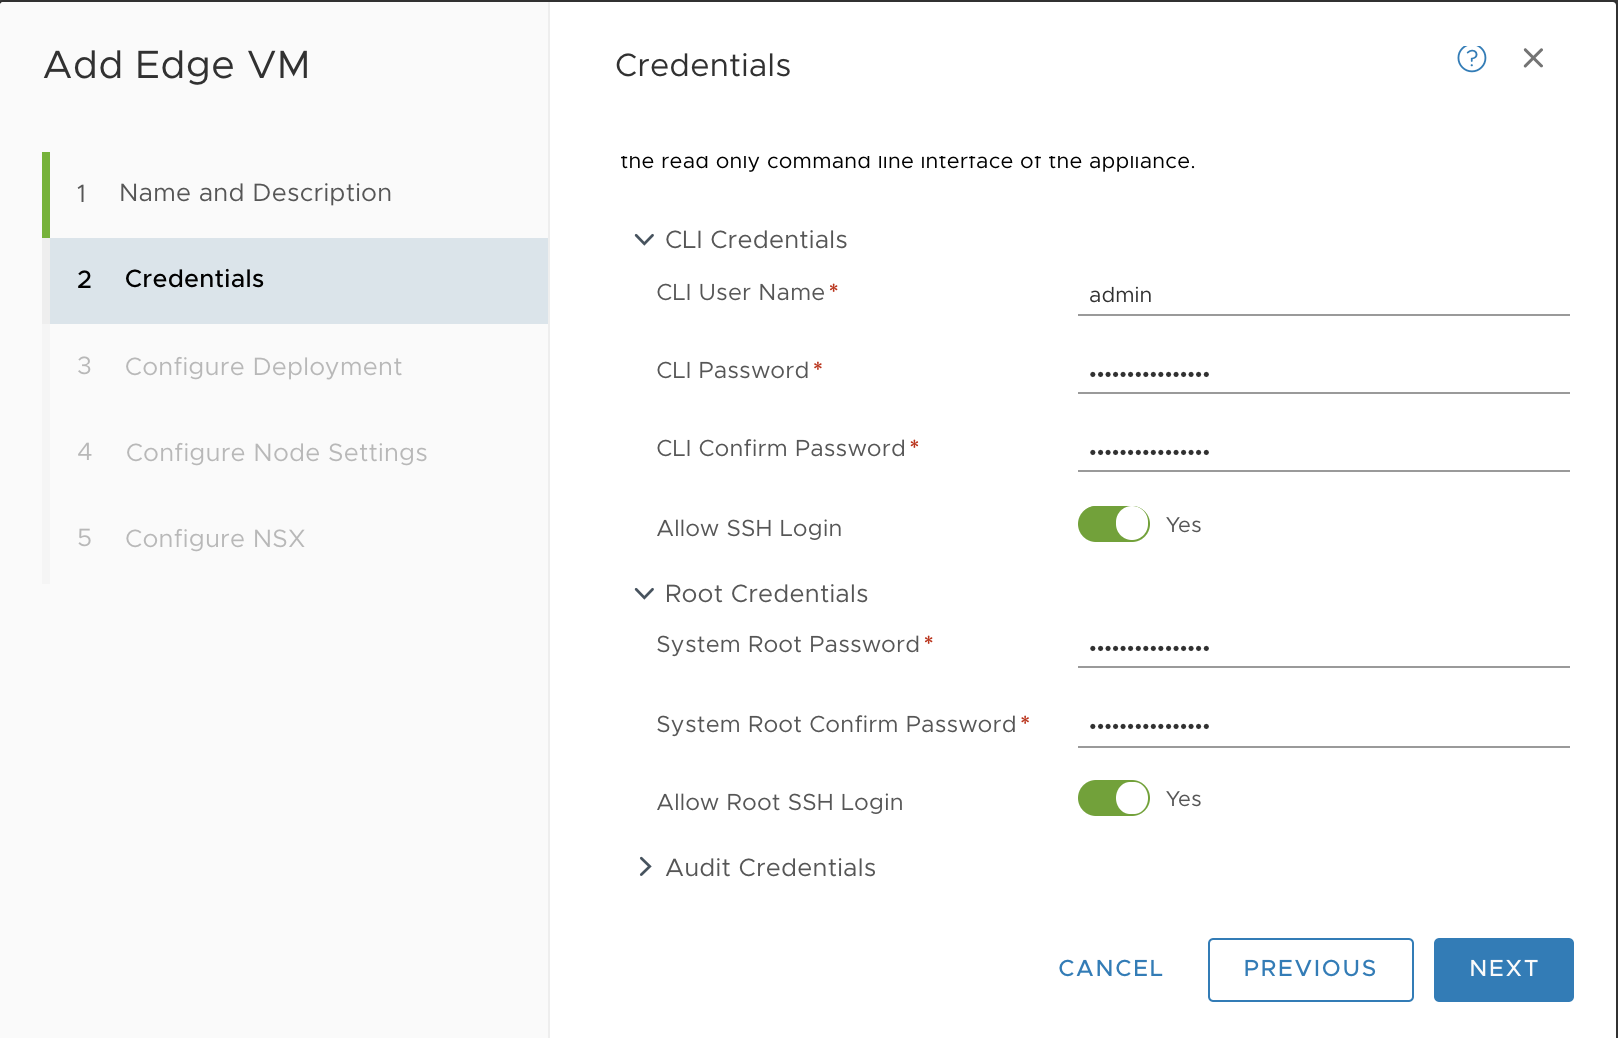 Add Edge VM
1 Name and Description
2 Credentials
3 Configure Deployment
4 Configure Node Settings
5 Configure NSX
Credentials
the read only command line interface of the appliance.
CLI Credentials
CLI User Name* admin
CLI Password* ••••••••••••••••
CLI Confirm Password* ••••••••••••••••
Allow SSH Login Yes
Root Credentials
System Root Password* ••••••••••••••••
System Root Confirm Password* ••••••••••••••••
Allow Root SSH Login Yes
Audit Credentials
CANCEL PREVIOUS NEXT